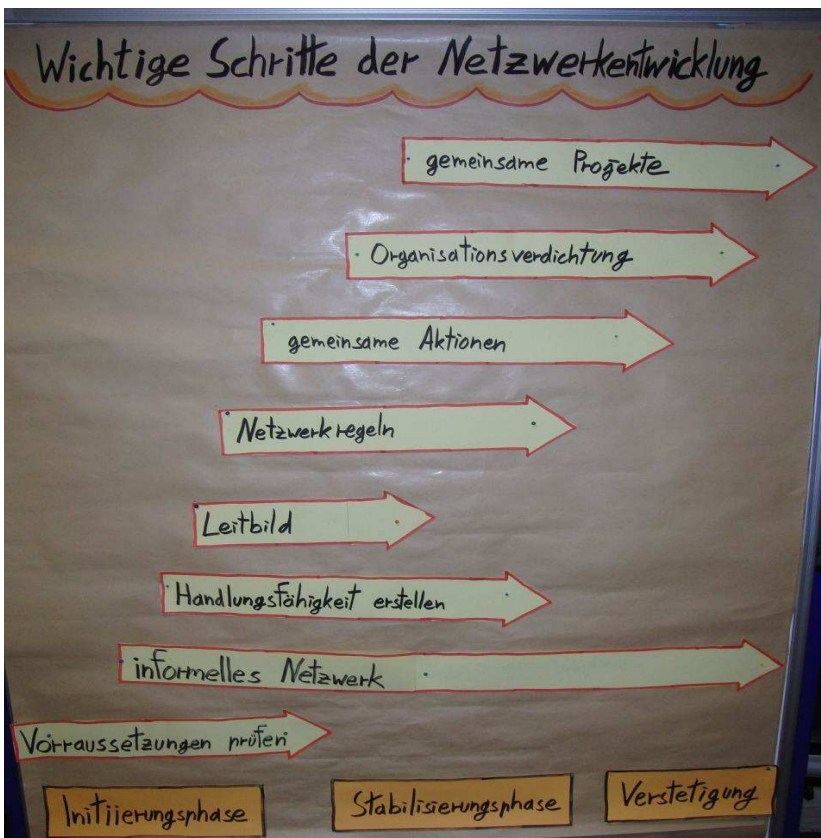 Wichtige Schritte der Netzwerkentwicklung
gemeinsame Projekte
Organisationsverdichtung
gemeinsame Aktionen
Netzwerkregeln
Leitbild
Handlungsfähigkeit erstellen
informelles Netzwerk
Vorraussetzungen prüfen
Initiierungsphase
Stabilisierungsphase
Verstetigung